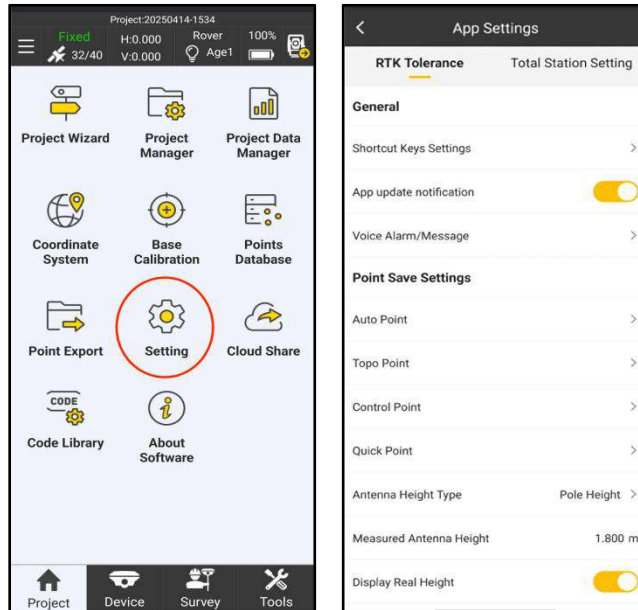 Project:20250414-1534
Fixed H:0.000 Rover 100%
32/40 V:0.000 Age1
Project Wizard
Project
Manager
Project Data
Manager
Coordinate
System
Base
Calibration
Points
Database
Point Export
Setting
Cloud Share
CODE
Code Library
About
Software
Project Device Survey Tools
App Settings
RTK Tolerance Total Station Setting
General
Shortcut Keys Settings
App update notification
Voice Alarm/Message
Point Save Settings
Auto Point
Topo Point
Control Point
Quick Point
Antenna Height Type Pole Height
Measured Antenna Height 1.800 m
Display Real Height